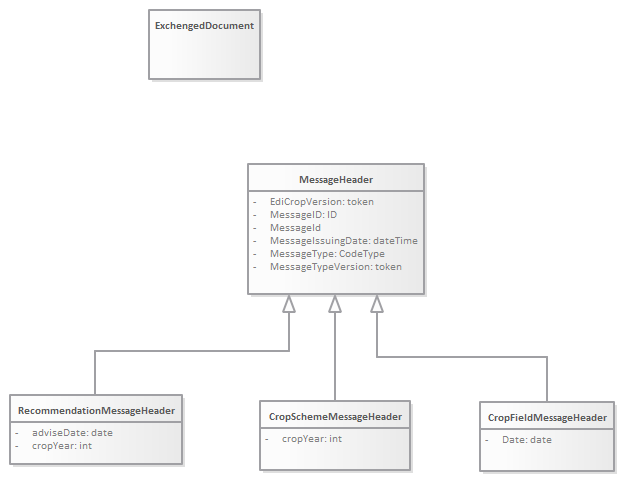 ExchengedDocument
MessageHeader
- EdiCropVersion: token
- MessageID: ID
- MessageId
- MessageIssuingDate: dateTime
- MessageType: CodeType
- MessageTypeVersion: token
RecommendationMessageHeader
- adviseDate: date
- cropYear: int
CropSchemeMessageHeader
- cropYear: int
CropFieldMessageHeader
- Date: date